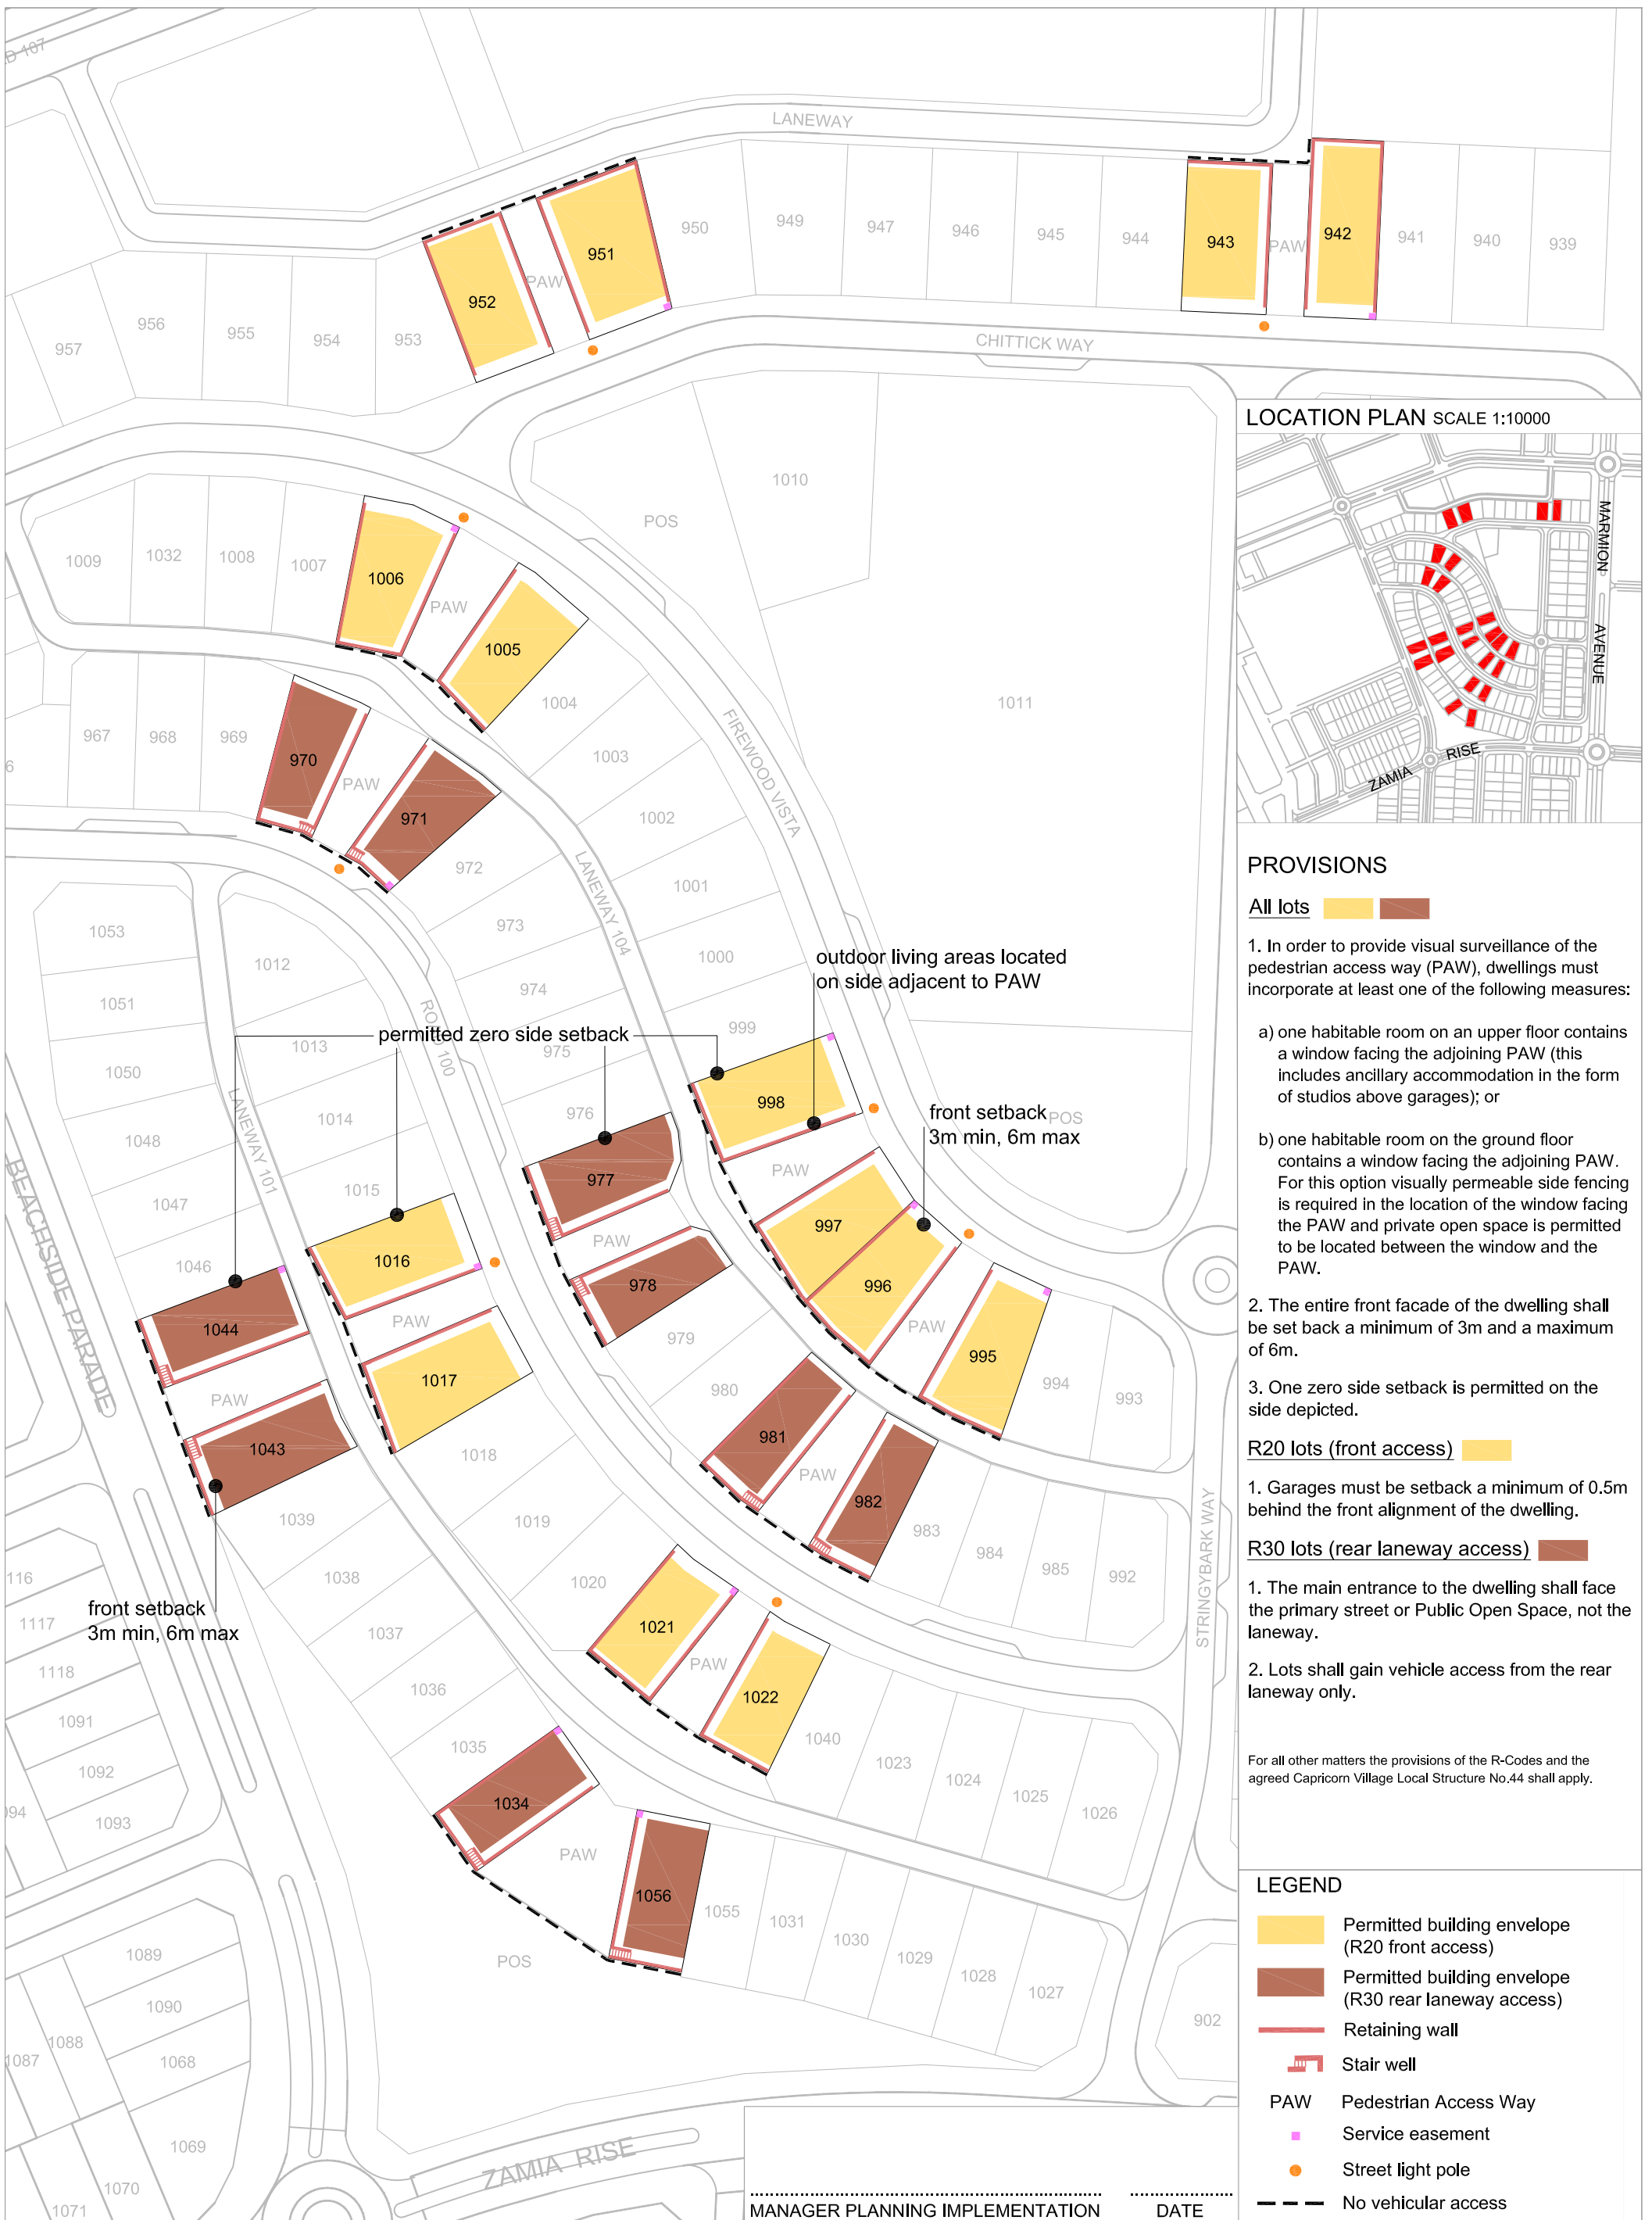 LANEWAY
950
949
947
946
945
944
943
PAW
942
941
940
939
951
PAW
952
957
956
955
954
953
CHITTICK WAY
LOCATION PLAN SCALE 1:10000
MARMION AVENUE
ZAMIA RISE
1010
POS
1011
1009
1032
1008
1007
1006
PAW
1005
1004
1003
1002
1001
1000
999
FIREWOOD VISTA
967
968
969
970
PAW
971
972
973
974
975
976
LANEWAY 104
1053
1051
1050
1048
1047
1046
1012
1013
1014
1015
ROAD 100
LANEWAY 101
BEACHSIDE PARADE
outdoor living areas located
on side adjacent to PAW
permitted zero side setback
front setback
3m min, 6m max
POS
998
PAW
997
996
PAW
995
994
993
977
PAW
978
979
980
981
PAW
982
983
984
985
992
STRINGYBARK WAY
1016
PAW
1017
1018
1019
1020
1044
PAW
1043
1039
1038
1037
1036
1035
front setback
3m min, 6m max
1021
PAW
1022
1040
1023
1024
1025
1026
1034
PAW
1056
1055
1031
1030
1029
1028
1027
POS
902
116
1117
1118
1091
1092
1093
094
1089
1090
1088
1087
1068
1069
1070
1071
ZAMIA RISE
PROVISIONS
All lots
1. In order to provide visual surveillance of the
pedestrian access way (PAW), dwellings must
incorporate at least one of the following measures:
a) one habitable room on an upper floor contains
a window facing the adjoining PAW (this
includes ancillary accommodation in the form
of studios above garages); or
b) one habitable room on the ground floor
contains a window facing the adjoining PAW.
For this option visually permeable side fencing
is required in the location of the window facing
the PAW and private open space is permitted
to be located between the window and the
PAW.
2. The entire front facade of the dwelling shall
be set back a minimum of 3m and a maximum
of 6m.
3. One zero side setback is permitted on the
side depicted.
R20 lots (front access)
1. Garages must be setback a minimum of 0.5m
behind the front alignment of the dwelling.
R30 lots (rear laneway access)
1. The main entrance to the dwelling shall face
the primary street or Public Open Space, not the
laneway.
2. Lots shall gain vehicle access from the rear
laneway only.
For all other matters the provisions of the R-Codes and the
agreed Capricorn Village Local Structure No.44 shall apply.
LEGEND
Permitted building envelope
(R20 front access)
Permitted building envelope
(R30 rear laneway access)
Retaining wall
Stair well
PAW Pedestrian Access Way
Service easement
Street light pole
No vehicular access
MANAGER PLANNING IMPLEMENTATION
DATE